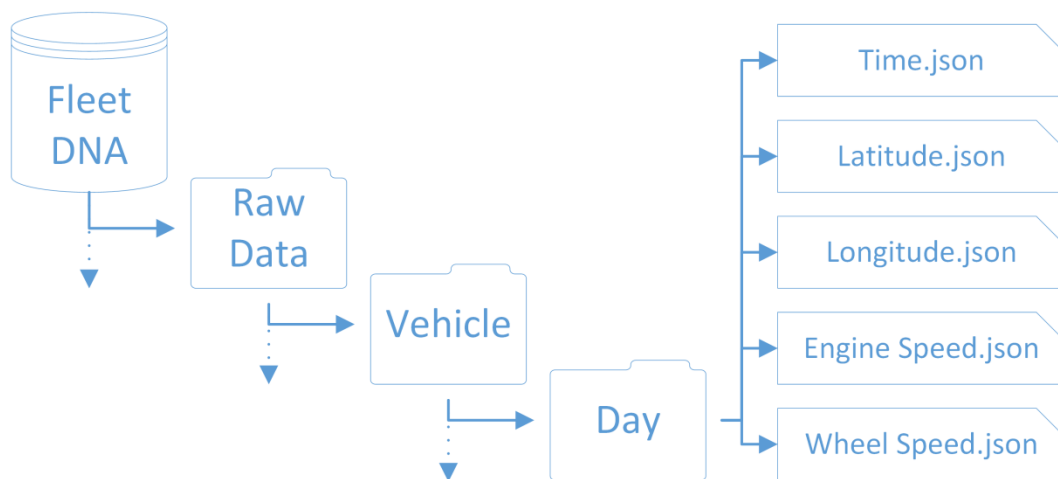 Fleet
DNA
Raw
Data
Vehicle
Day
Time.json
Latitude.json
Longitude.json
Engine Speed.json
Wheel Speed.json